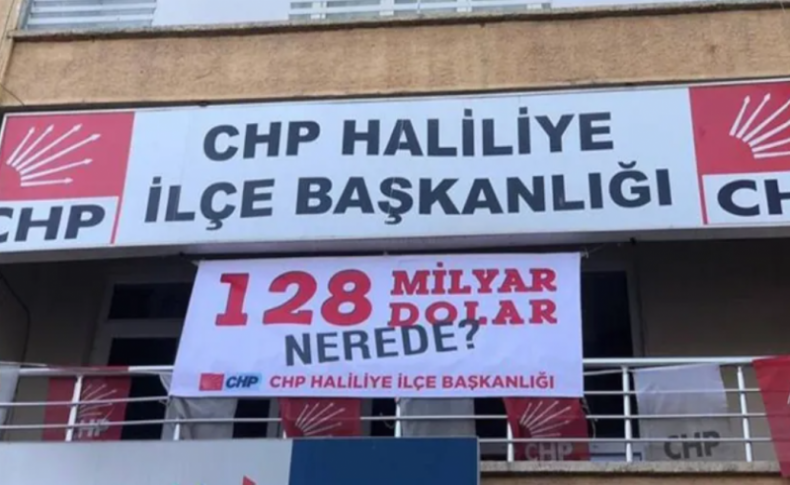 CHP HALİLİYE
İLÇE BAŞKANLIĞI
CHP
CHP
128 MİLYAR
DOLAR
NEREDE?
CHP CHP HALİLİYE İLÇE BAŞKANLIĞI
CHP
CHP